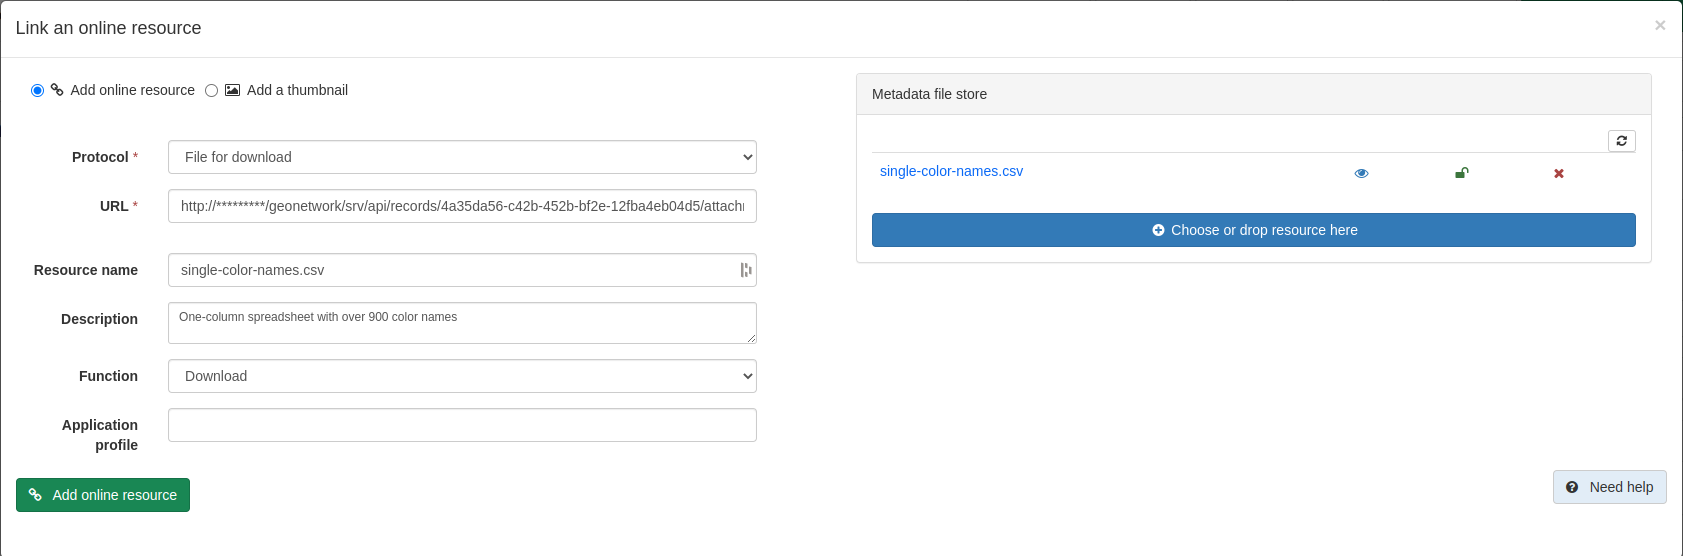 Link an online resource
×
Add online resource
Add a thumbnail
Protocol *
File for download
URL *
http://*********/geonetwork/srv/api/records/4a35da56-c42b-452b-bf2e-12fba4eb04d5/attachı
Resource name
single-color-names.csv
Description
One-column spreadsheet with over 900 color names
Function
Download
Application
profile
Add online resource
Metadata file store
single-color-names.csv
Choose or drop resource here
Need help